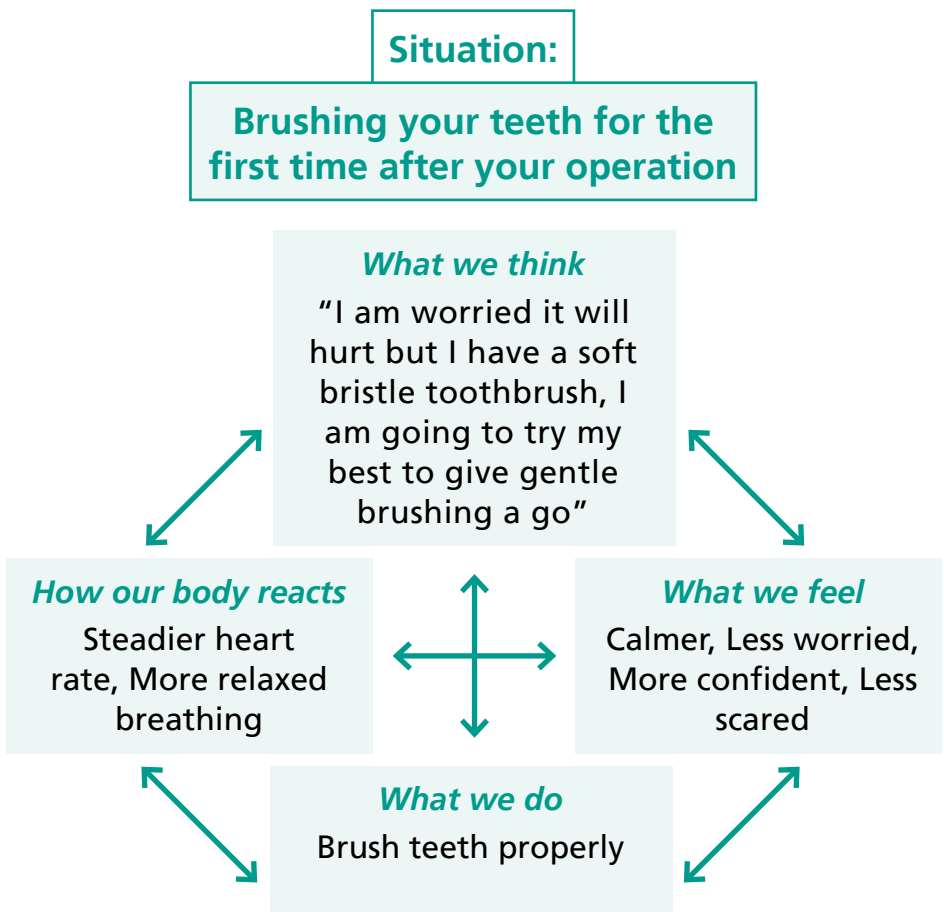 Situation:
Brushing your teeth for the
first time after your operation
What we think
“I am worried it will
hurt but I have a soft
bristle toothbrush, I
am going to try my
best to give gentle
brushing a go”
How our body reacts
Steadier heart
rate, More relaxed
breathing
What we feel
Calmer, Less worried,
More confident, Less
scared
What we do
Brush teeth properly